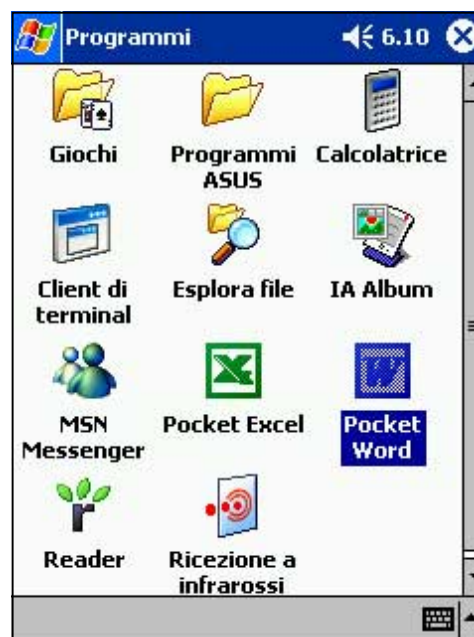 Programmi 6.10
Giochi
Programmi
ASUS
Calcolatrice
Client di
terminal
Esplora file
IA Album
MSN
Messenger
Pocket Excel
Pocket
Word
Reader
Ricezione a
infrarossi